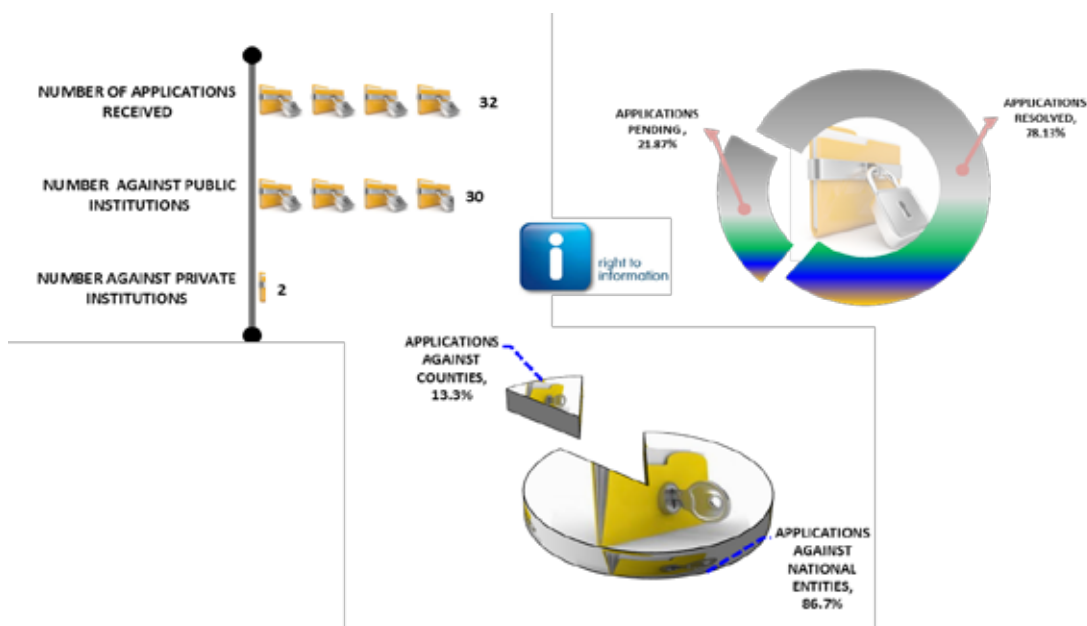 NUMBER OF APPLICATIONS
RECEIVED
32
NUMBER AGAINST PUBLIC
INSTITUTIONS
30
NUMBER AGAINST PRIVATE
INSTITUTIONS
2
APPLICATIONS
PENDING ,
21.87%
APPLICATIONS
RESOLVED,
78.13%
i
right to
information
APPLICATIONS
AGAINST
COUNTIES,
13.3%
APPLICATIONS
AGAINST
NATIONAL
ENTITIES,
86.7%